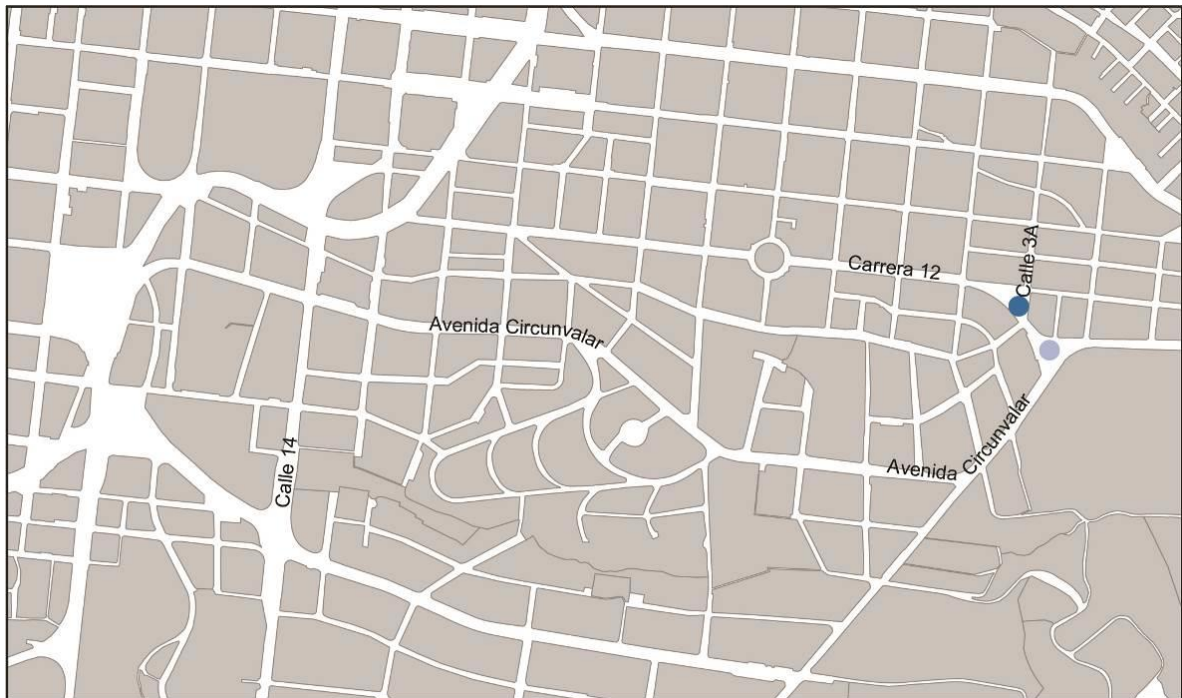 Calle 3A
Carrera 12
Avenida Circunvalar
Calle 14
Avenida Circunvalar